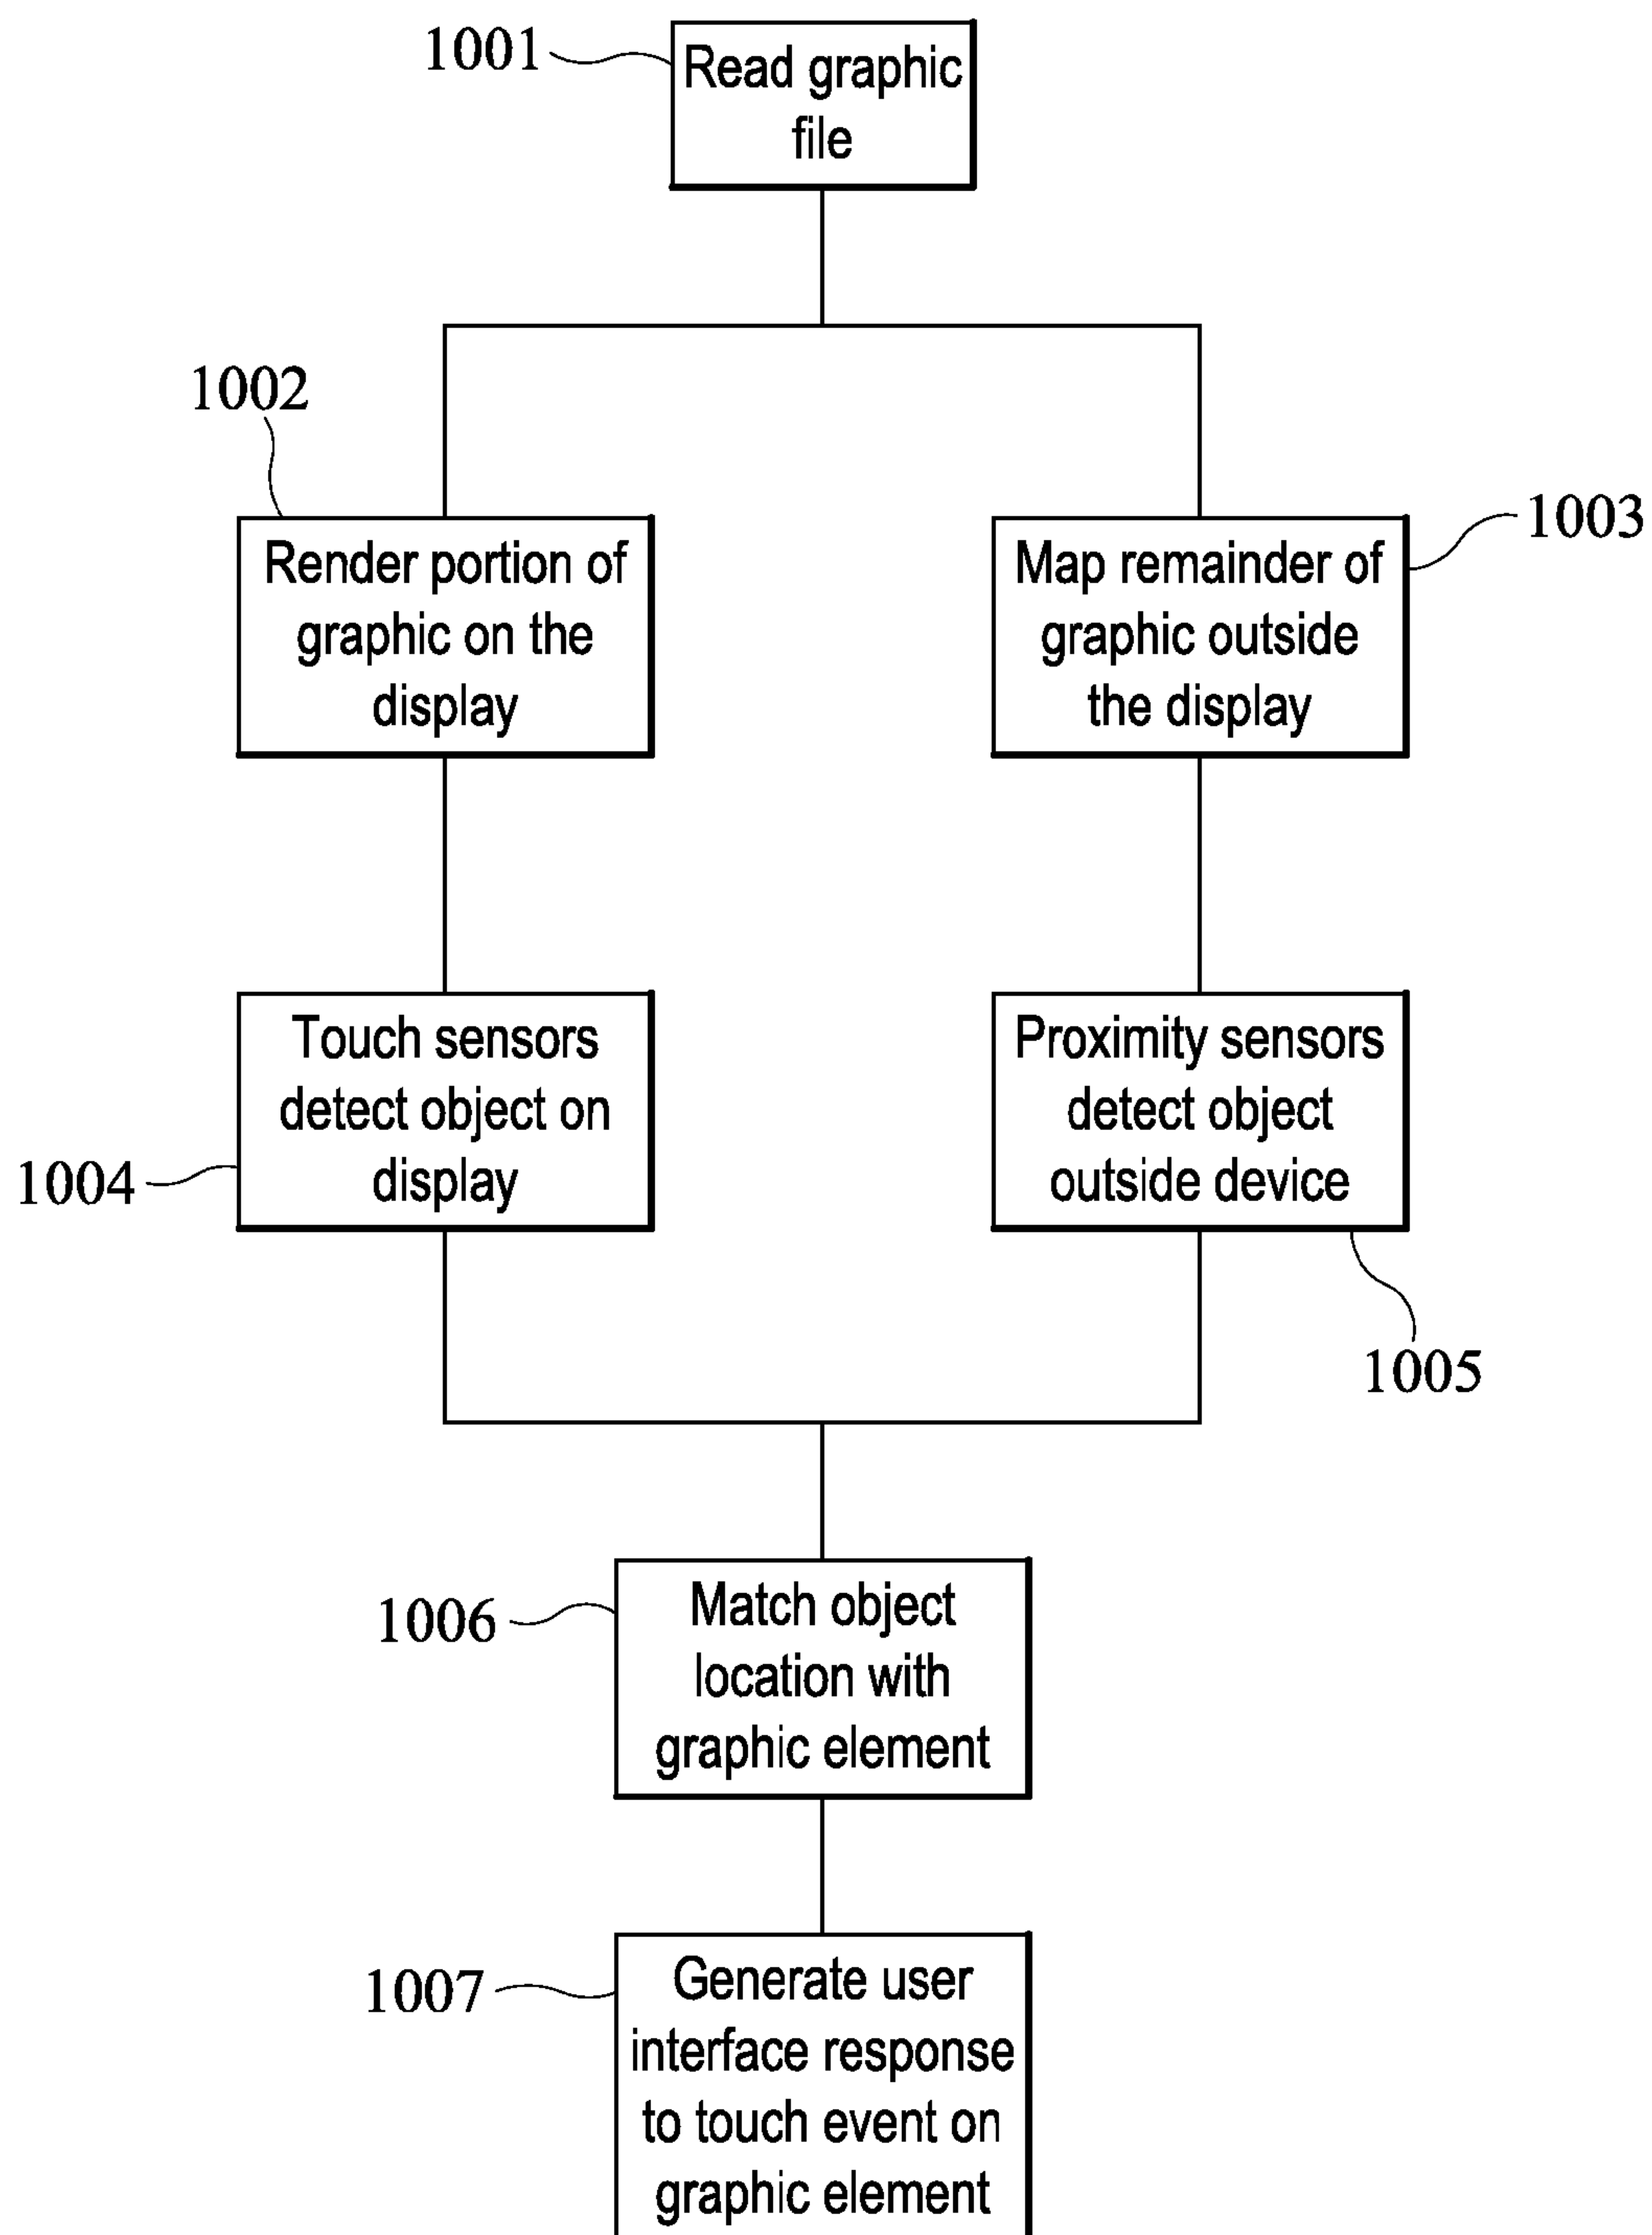 1001
Read graphic
file
1002
Render portion of
graphic on the
display
1003
Map remainder of
graphic outside
the display
1004
Touch sensors
detect object on
display
1005
Proximity sensors
detect object
outside device
1006
Match object
location with
graphic element
1007
Generate user
interface response
to touch event on
graphic element